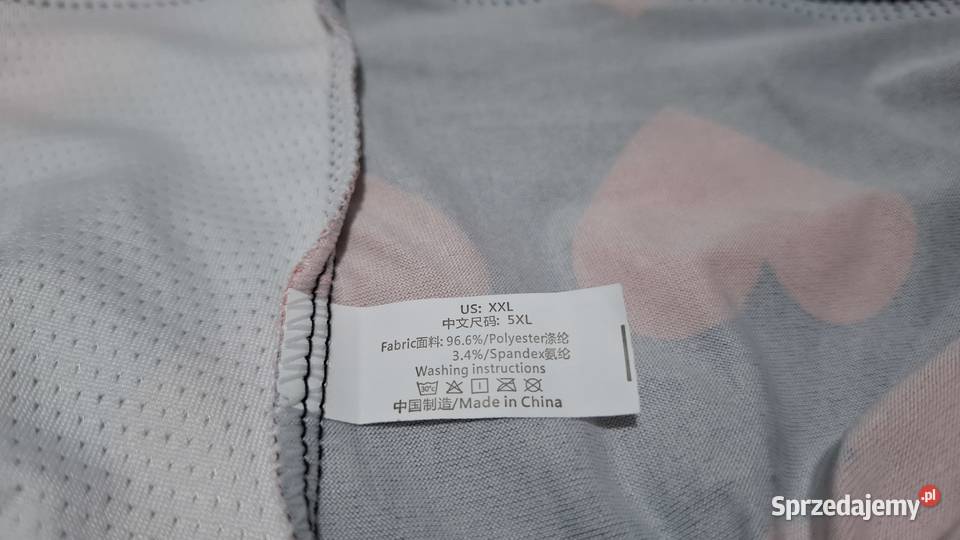 US: XXL
中文尺码: 5XL
Fabric面料: 96.6%/Polyester涤纶
3.4%/Spandex氨纶
Washing instructions
30℃
中国制造/Made in China
Sprzedajemy.pl